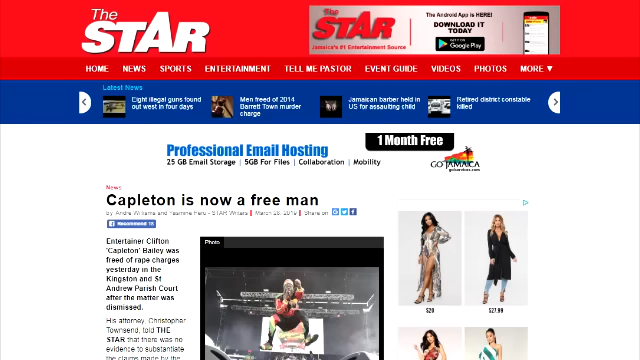 The STAR
The STAR
Jamaica's #1 Entertainment Source
The Android App is HERE!
DOWNLOAD IT TODAY
Google Play
HOME NEWS SPORTS ENTERTAINMENT TELL ME PASTOR EVENT GUIDE VIDEOS PHOTOS MORE ▼
Latest News
Eight illegal guns found
out west in four days
Men freed of 2014
Barrett Town murder
charge
Jamaican barber held in
US for assaulting child
Retired district constable
killed
Professional Email Hosting
25 GB Email Storage | 5GB For Files | Collaboration | Mobility
1 Month Free
GO JAMAICA
News
Capleton is now a free man
by Andre Williams and Yasmine Peru - STAR Writers | March 28, 2019 | Share on
Recommend 18
Entertainer Clifton
'Capleton' Bailey was
freed of rape charges
yesterday in the
Kingston and St
Andrew Parish Court
after the matter was
dismissed.
His attorney, Christopher
Townsend, told THE
STAR that there was no
evidence to substantiate
the claims made by the
Photo
$20
$27.99